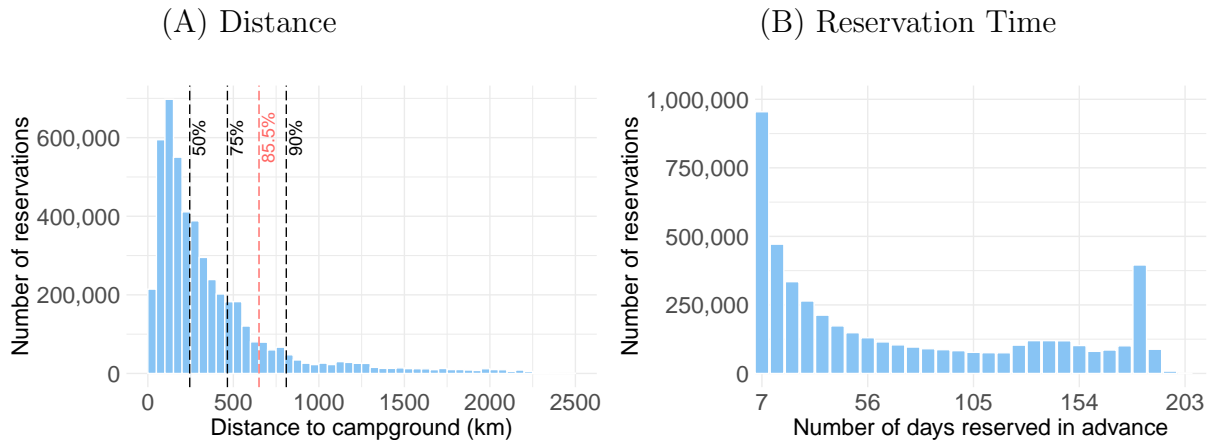 (A) Distance
Number of reservations
600,000
400,000
200,000
0
50%
75%
85.5%
90%
0 500 1000 1500 2000 2500
Distance to campground (km)
(B) Reservation Time
Number of reservations
1,000,000
750,000
500,000
250,000
0
7 56 105 154 203
Number of days reserved in advance